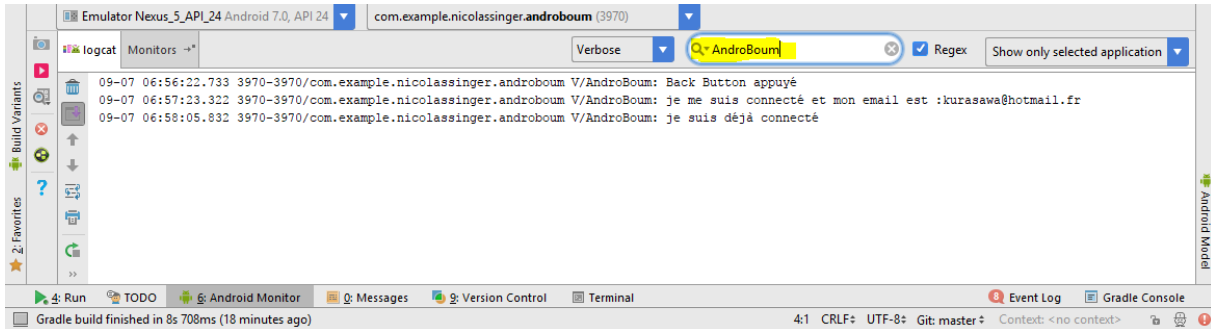 Emulator Nexus_5_API_24 Android 7.0, API 24 com.example.nicolassinger.androboum (3970)
logcat Monitors Verbose AndroBoum Regex Show only selected application
09-07 06:56:22.733 3970-3970/com.example.nicolassinger.androboum V/AndroBoum: Back Button appuyé
09-07 06:57:23.322 3970-3970/com.example.nicolassinger.androboum V/AndroBoum: je me suis connecté et mon email est :kurasawa@hotmail.fr
09-07 06:58:05.832 3970-3970/com.example.nicolassinger.androboum V/AndroBoum: je suis déjà connecté
Build Variants
2: Favorites
Android Model
4: Run TODO 6: Android Monitor 0: Messages 9: Version Control Terminal 8 Event Log Gradle Console
Gradle build finished in 8s 708ms (18 minutes ago) 4:1 CRLF UTF-8 Git: master Context: <no context>